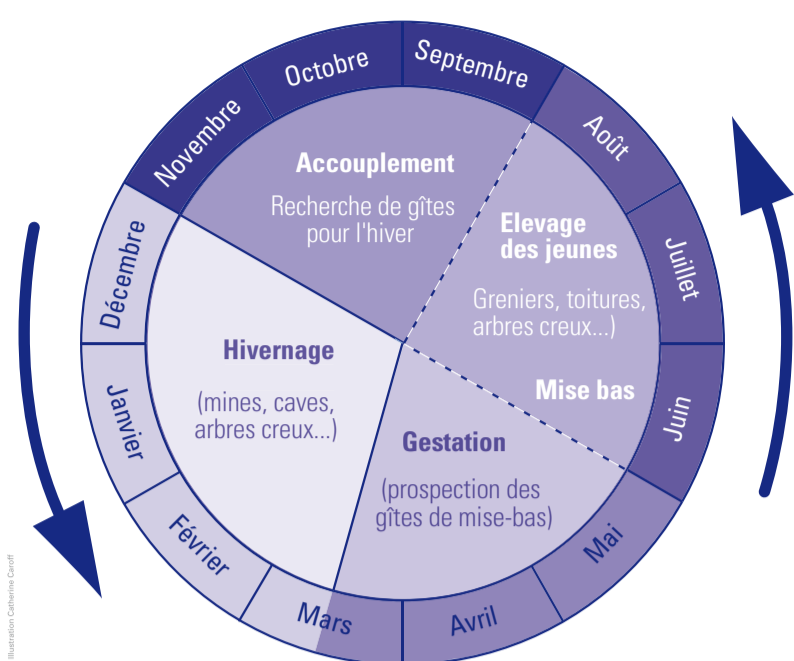 Septembre
Octobre
Novembre
Décembre
Janvier
Février
Mars
Avril
Mai
Juin
Juillet
Août
Accouplement
Recherche de gîtes
pour l'hiver
Elevage
des jeunes
Greniers, toitures,
arbres creux...)
Mise bas
Hivernage
(mines, caves,
arbres creux...)
Gestation
(prospection des
gîtes de mise-bas)
Illustration Catherine Caroff